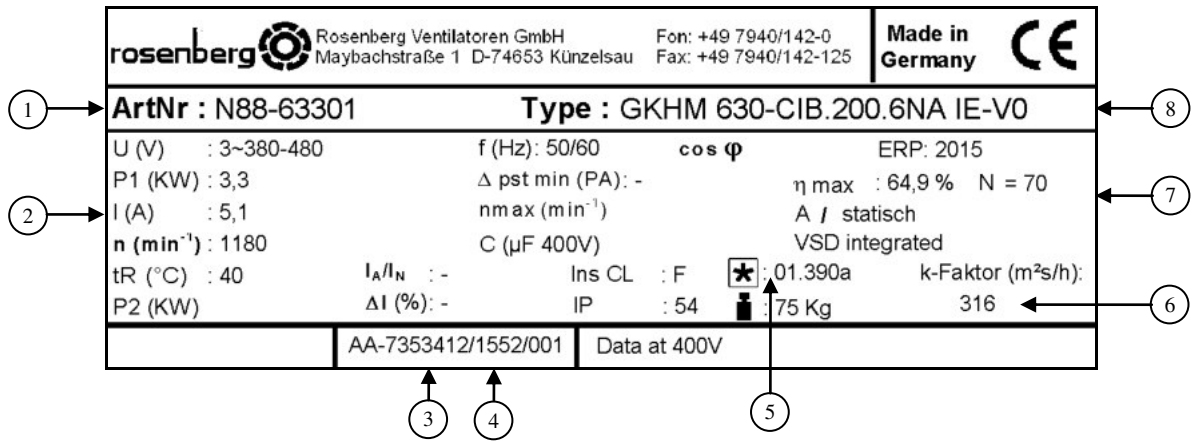 rosenberg
Rosenberg Ventilatoren GmbH
Maybachstraße 1 D-74653 Künzelsau
Fon: +49 7940/142-0
Fax: +49 7940/142-125
Made in
Germany
CE
1
ArtNr : N88-63301 Type : GKHM 630-CIB.200.6NA IE-V0
8
U (V) : 3~380-480 f (Hz): 50/60 cos φ ERP: 2015
P1 (KW) : 3,3 Δ pst min (PA): - η max : 64,9 % N = 70
7
2
I (A) : 5,1 nmax (min⁻¹) A / statisch
n (min⁻¹) : 1180 C (µF 400V) VSD integrated
tR (°C) : 40 I_A/I_N : - Ins CL : F * : 01.390a k-Faktor (m²s/h):
P2 (KW) ΔI (%): - IP : 54 : 75 Kg 316
6
AA-7353412/1552/001 Data at 400V
3 4 5